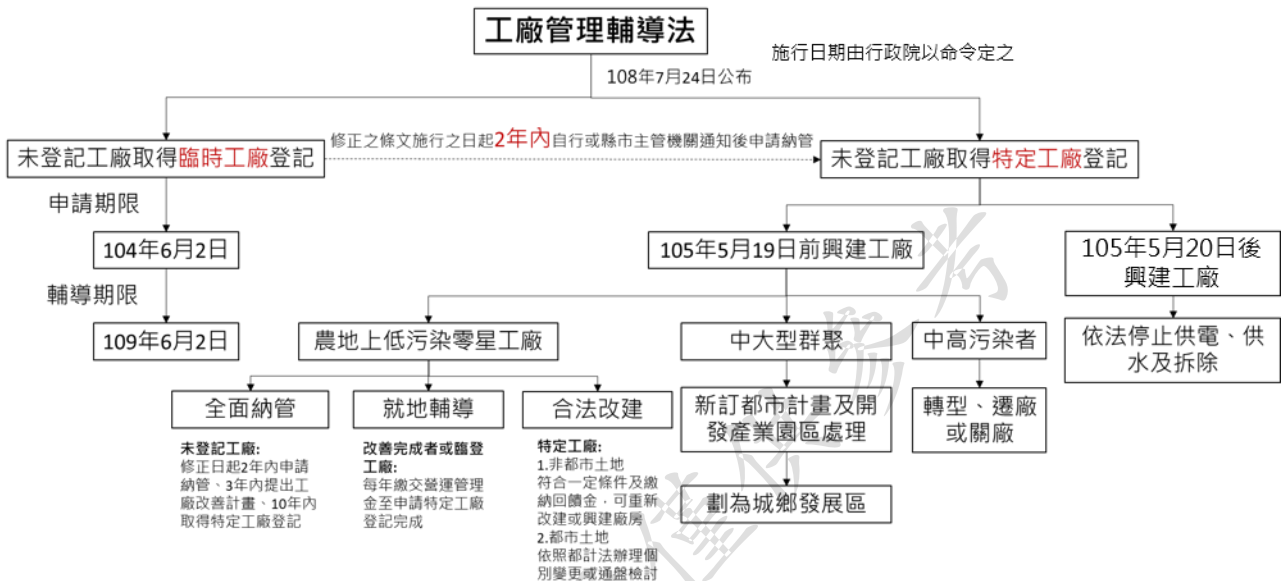 工廠管理輔導法
施行日期由行政院以命令定之
108年7月24日公布
修正之條文施行之日起2年內自行或縣市主管機關通知後申請納管
未登記工廠取得臨時工廠登記
未登記工廠取得特定工廠登記
申請期限
104年6月2日
105年5月19日前興建工廠
105年5月20日後
興建工廠
輔導期限
109年6月2日
農地上低污染零星工廠
中大型群聚
中高污染者
依法停止供電、供
水及拆除
全面納管
就地輔導
合法改建
新訂都市計畫及開
發產業園區處理
轉型、遷廠
或關廠
未登記工廠:
修正日起2年內申請
納管、3年內提出工
廠改善計畫、10年內
取得特定工廠登記
改善完成者或臨登
工廠:
每年繳交營運管理
金至申請特定工廠
登記完成
特定工廠:
1.非都市土地
符合一定條件及繳
納回饋金，可重新
改建或興建廠房
2.都市土地
依照都計法辦理個
別變更或通盤檢討
劃為城鄉發展區
僅供參考